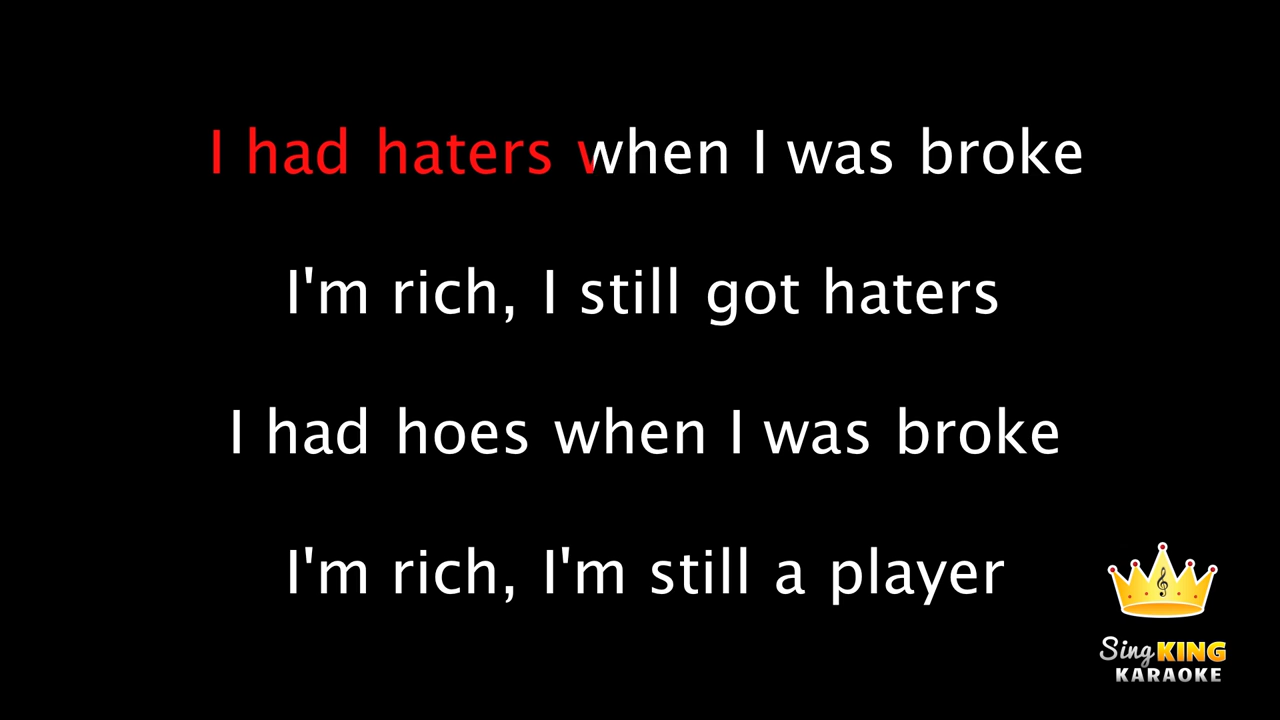 I had haters when I was broke
I'm rich, I still got haters
I had hoes when I was broke
I'm rich, I'm still a player
Sing KING
KARAOKE